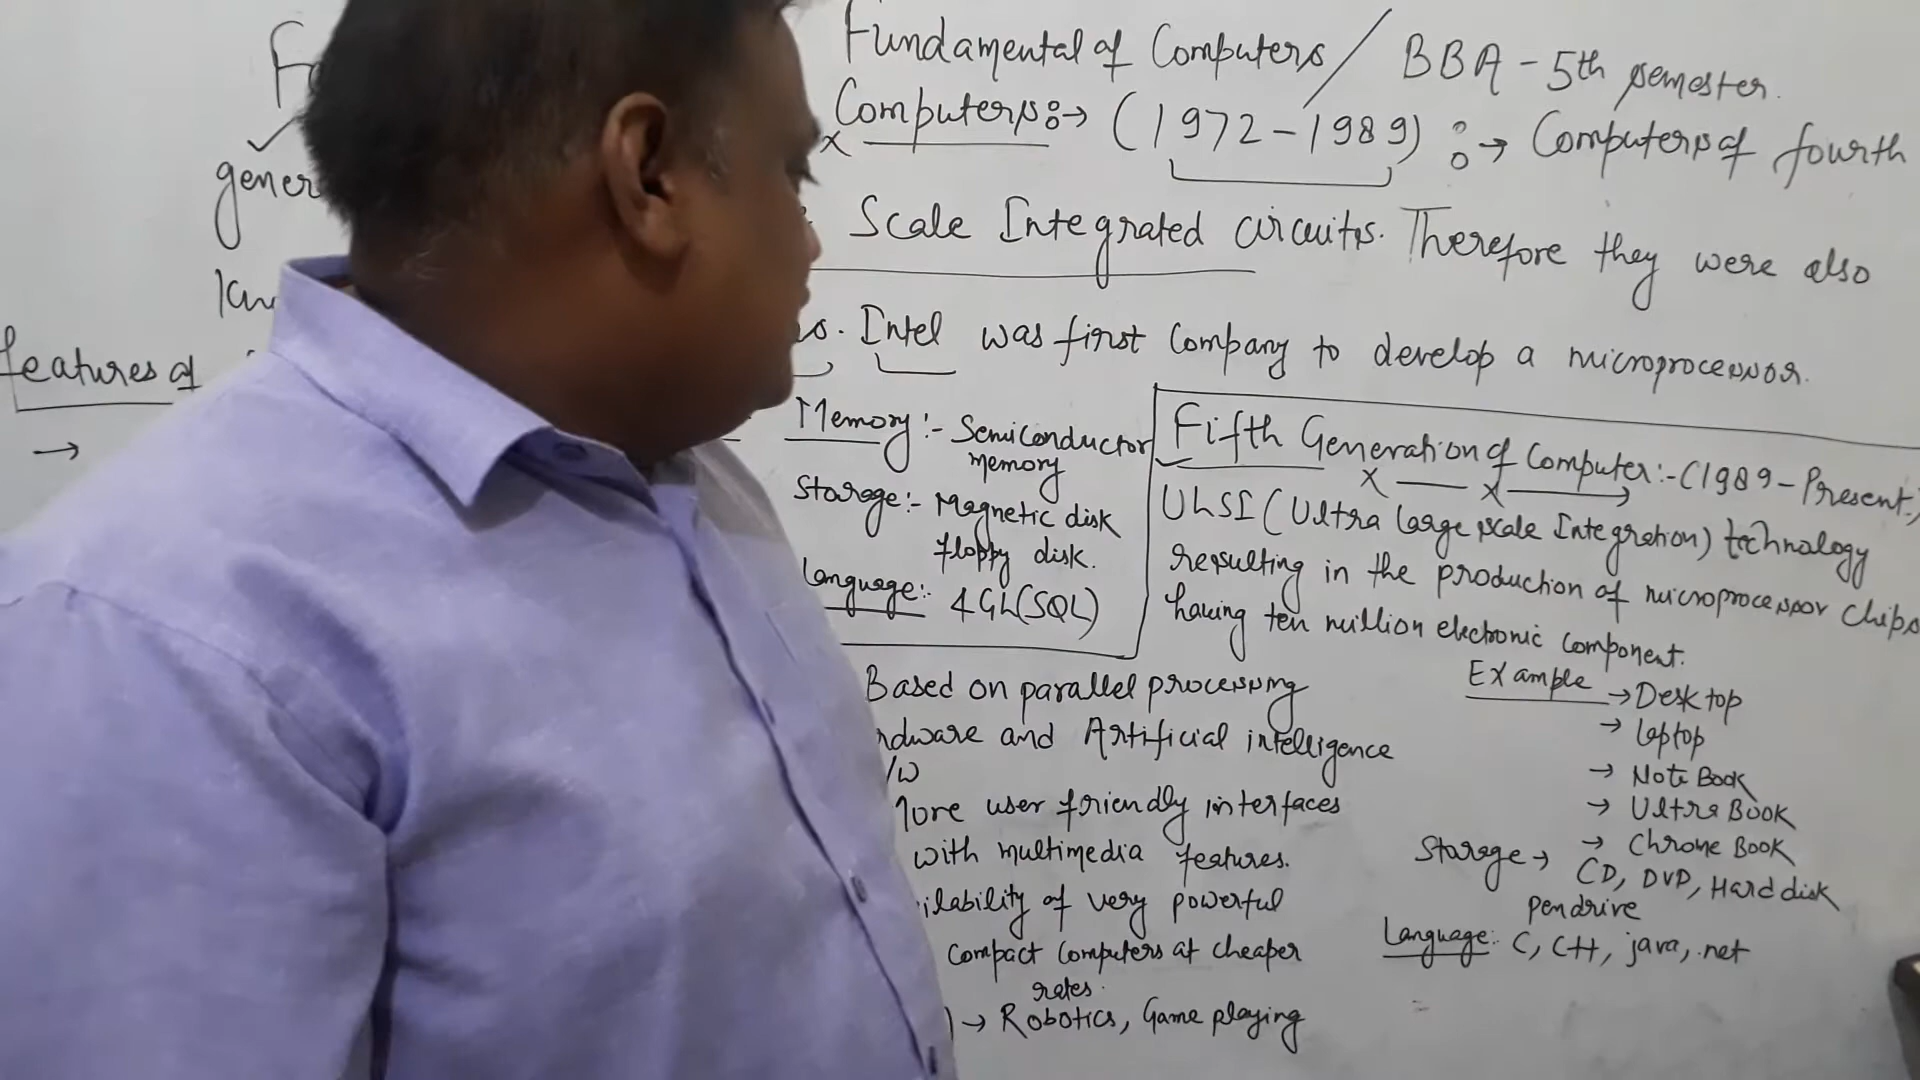 Fundamental of Computers / BBA - 5th semester.
Computers :→ (1972-1989) :→ Computers of fourth
Scale Integrated circuits. Therefore they were also
Intel was first Company to develop a microprocessor.
features of
→
Memory :- Semiconductor
memory
Storage :- Magnetic disk
floppy disk.
Language :- 4GL(SQL)
Fifth Generation of Computer :- (1989 - Present)
ULSI (Ultra large scale Integration) technology
resulting in the production of microprocessor chips
having ten million electronic component.
Based on parallel processing
and Artificial intelligence
user friendly interfaces
with multimedia features.
of very powerful
compact computers at cheaper
rates.
→ Robotics, Game playing
Example → Desktop
→ laptop
→ Note Book
→ Ultra Book
→ Chrome Book
Storage → CD, DVD, Hard disk
pen drive
Language: C, C++, java, .net